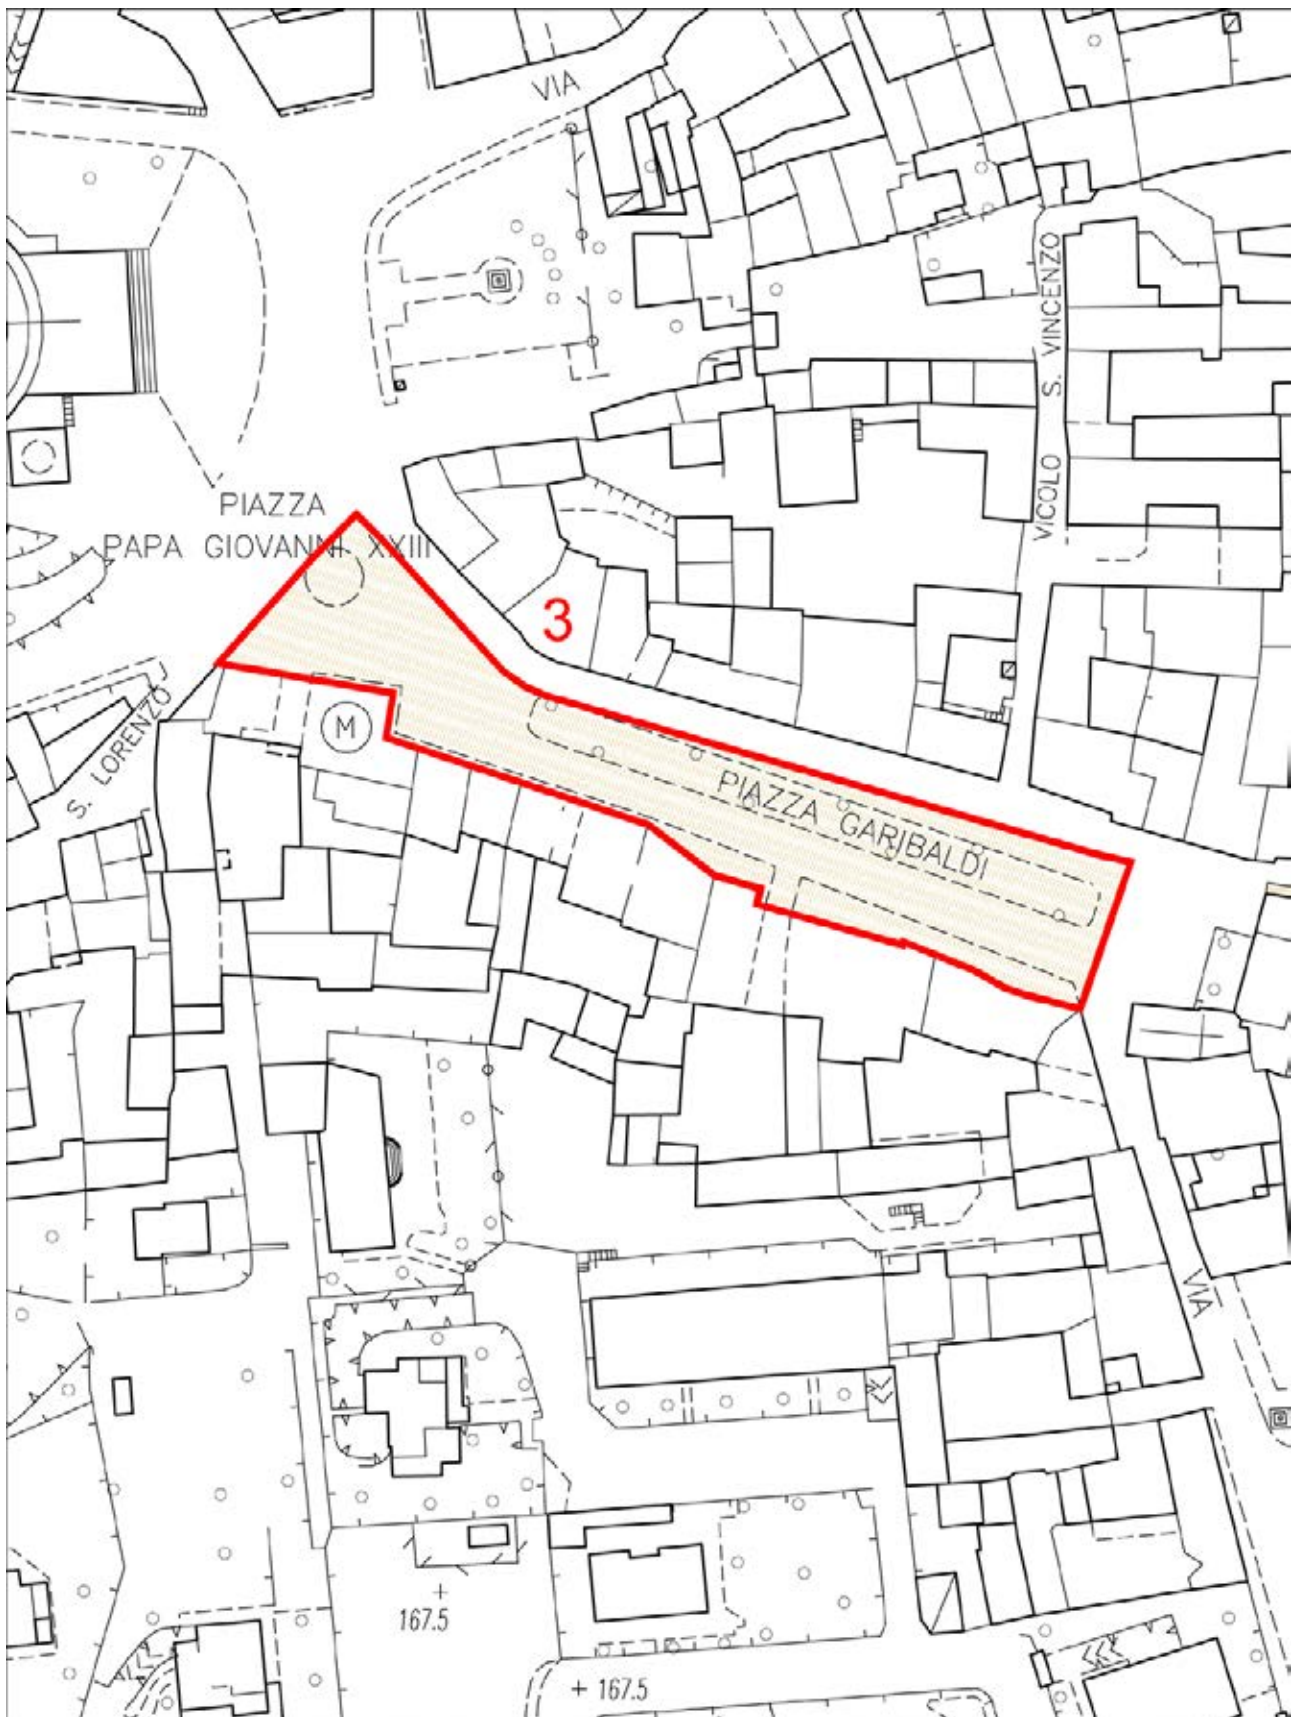 VIA
VICOLO S. VINCENZO
PIAZZA
PAPA GIOVANNI XXIII
3
S. LORENZO
M
PIAZZA GARIBALDI
VIA
167.5
167.5